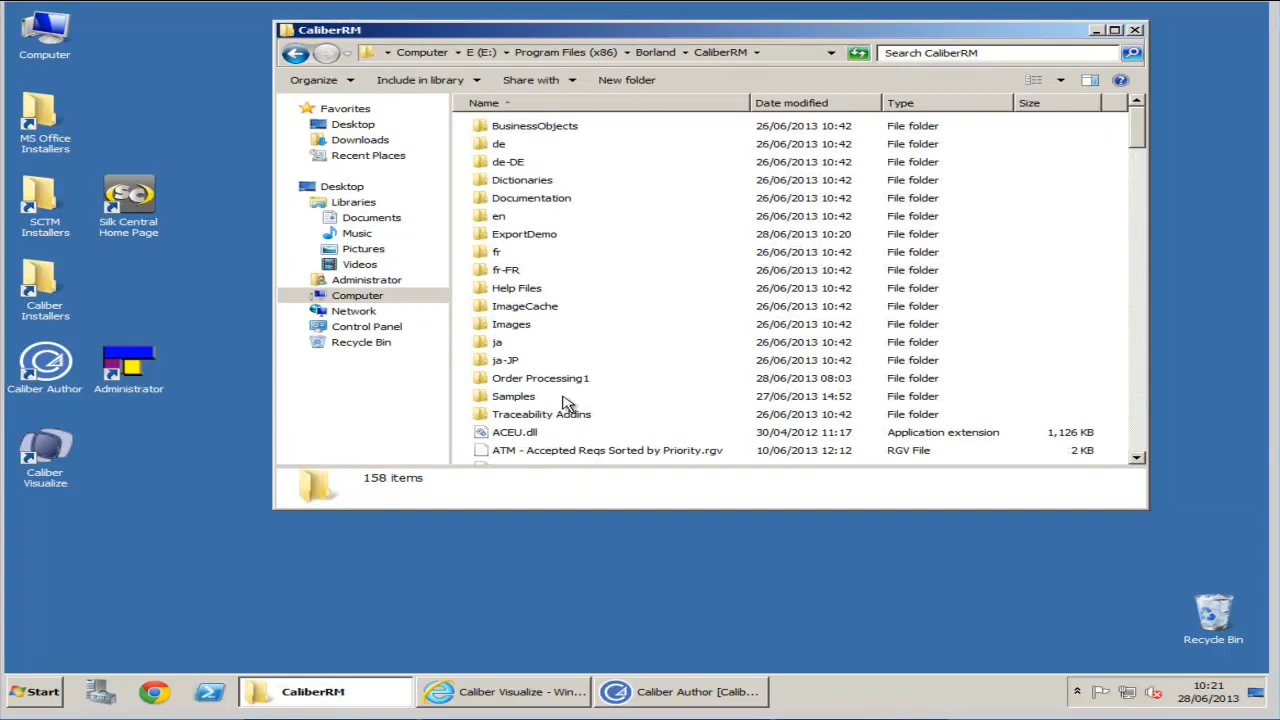 Computer
MS Office
Installers
SCTM
Installers
Silk Central
Home Page
Caliber
Installers
Caliber Author
Administrator
Caliber
Visualize
CaliberRM
Computer
E (E:)
Program Files (x86)
Borland
CaliberRM
Search CaliberRM
Organize
Include in library
Share with
New folder
Favorites
Desktop
Downloads
Recent Places
Desktop
Libraries
Documents
Music
Pictures
Videos
Administrator
Computer
Network
Control Panel
Recycle Bin
Name Date modified Type Size
BusinessObjects 26/06/2013 10:42 File folder
de 26/06/2013 10:42 File folder
de-DE 26/06/2013 10:42 File folder
Dictionaries 26/06/2013 10:42 File folder
Documentation 26/06/2013 10:42 File folder
en 26/06/2013 10:42 File folder
ExportDemo 28/06/2013 10:20 File folder
fr 26/06/2013 10:42 File folder
fr-FR 26/06/2013 10:42 File folder
Help Files 26/06/2013 10:42 File folder
ImageCache 26/06/2013 10:42 File folder
Images 26/06/2013 10:42 File folder
ja 26/06/2013 10:42 File folder
ja-JP 26/06/2013 10:42 File folder
Order Processing1 28/06/2013 08:03 File folder
Samples 27/06/2013 14:52 File folder
Traceability Addins 26/06/2013 10:42 File folder
ACEU.dll 30/04/2012 11:17 Application extension 1,126 KB
ATM - Accepted Reqs Sorted by Priority.rgv 10/06/2013 12:12 RGV File 2 KB
158 items
Recycle Bin
Start
CaliberRM
Caliber Visualize - Win...
Caliber Author [Calib...
10:21
28/06/2013